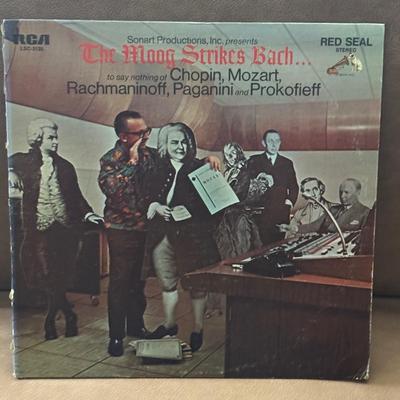 RCA
LSC-3125
Sonart Productions, Inc. presents
The Moog Strikes Bach...
to say nothing of Chopin, Mozart,
Rachmaninoff, Paganini and Prokofieff
RED SEAL
STEREO